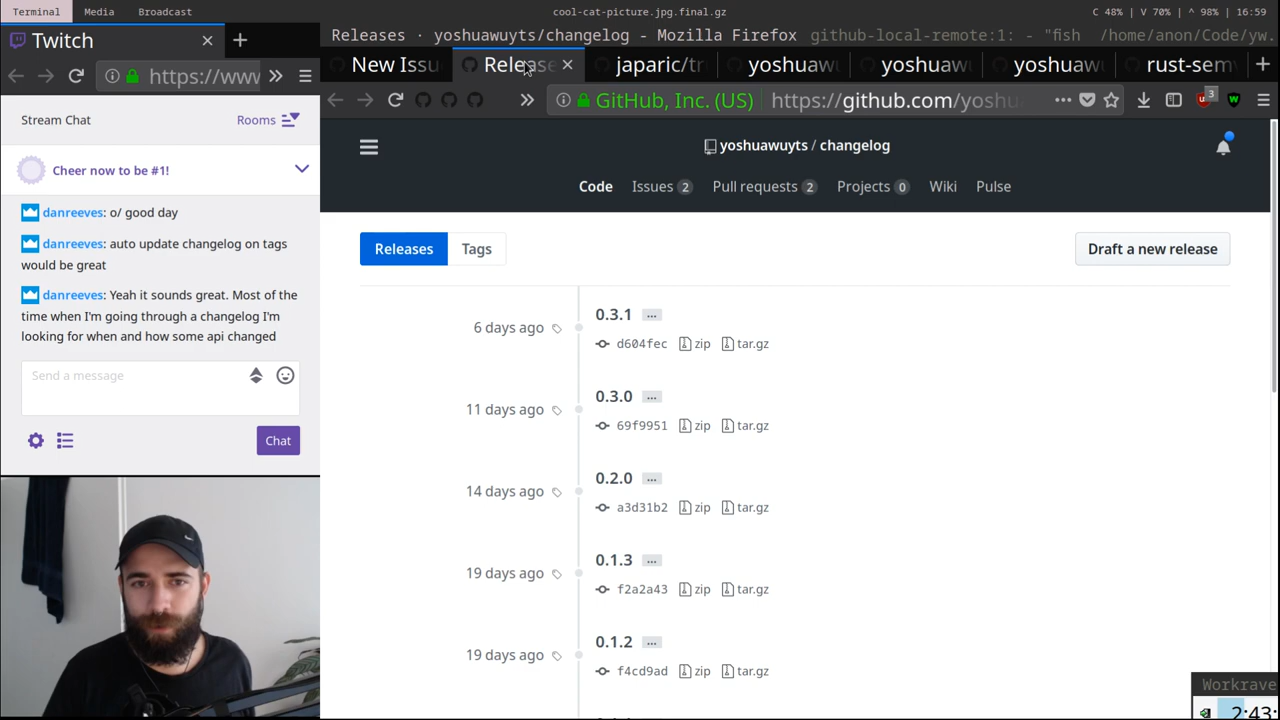 Terminal Media Broadcast
cool-cat-picture.jpg.final.gz
C 48% | V 70% | ^ 98% | 16:59
Twitch
https://www
Stream Chat
Rooms
Cheer now to be #1!
danreeves: o/ good day
danreeves: auto update changelog on tags
would be great
danreeves: Yeah it sounds great. Most of the
time when I'm going through a changelog I'm
looking for when and how some api changed
Send a message
Chat
Releases · yoshuawuyts/changelog - Mozilla Firefox
github-local-remote:1: - "fish /home/anon/Code/yw.
New Issu
Release
japaric/tr
yoshuaw
yoshuaw
yoshuaw
rust-sem
GitHub, Inc. (US)
https://github.com/yoshu
3
yoshuawuyts / changelog
Code Issues 2 Pull requests 2 Projects 0 Wiki Pulse
Releases Tags
Draft a new release
6 days ago
0.3.1 ...
d604fec zip tar.gz
11 days ago
0.3.0 ...
69f9951 zip tar.gz
14 days ago
0.2.0 ...
a3d31b2 zip tar.gz
19 days ago
0.1.3 ...
f2a2a43 zip tar.gz
19 days ago
0.1.2 ...
f4cd9ad zip tar.gz
Workrave
2:43: